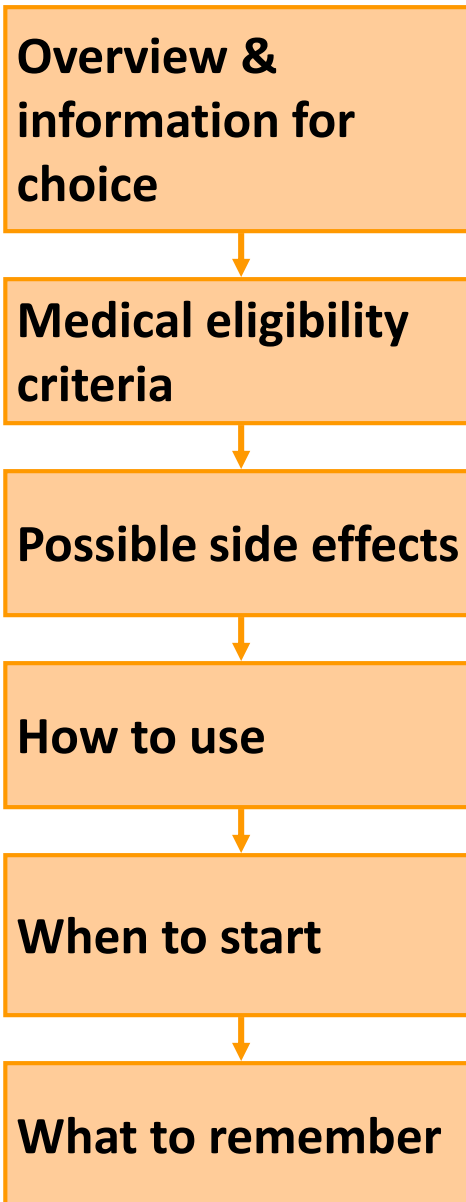 Overview &
information for
choice
Medical eligibility
criteria
Possible side effects
How to use
When to start
What to remember